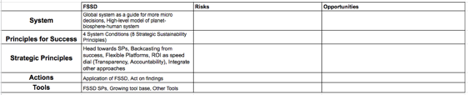 FSSD Risks Opportunities
System
Global system as a guide for more micro
decisions, High-level model of planet-
biosphere-human system
Principles for Success
4 System Conditions (8 Strategic Sustainability
Principles)
Strategic Principles
Head towards SPs, Backcasting from
success, Flexible Platforms, ROI as speed
dial (Transparency, Accountability), Integrate
other approaches
Actions
Application of FSSD, Act on findings
Tools
FSSD SPs, Growing tool base, Other Tools